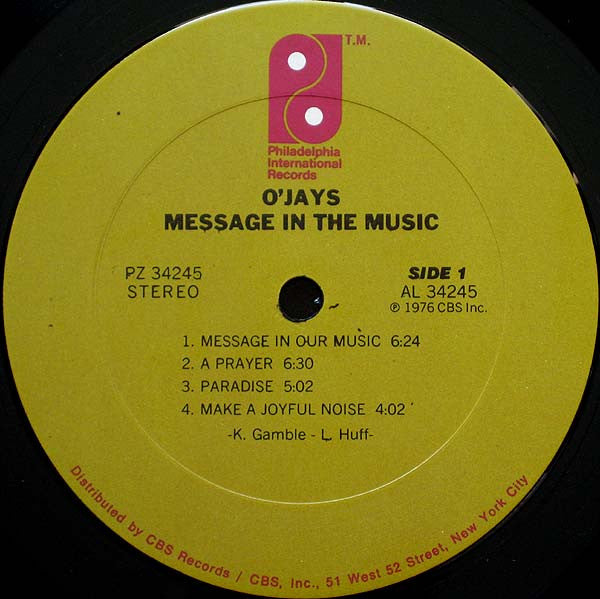 T.M.
Philadelphia
International
Records
O'JAYS
MESSAGE IN THE MUSIC
PZ 34245
STEREO
SIDE 1
AL 34245
℗ 1976 CBS Inc.
1. MESSAGE IN OUR MUSIC 6:24
2. A PRAYER 6:30
3. PARADISE 5:02
4. MAKE A JOYFUL NOISE 4:02
-K. Gamble - L. Huff-
Distributed by CBS Records / CBS, Inc., 51 West 52 Street, New York City